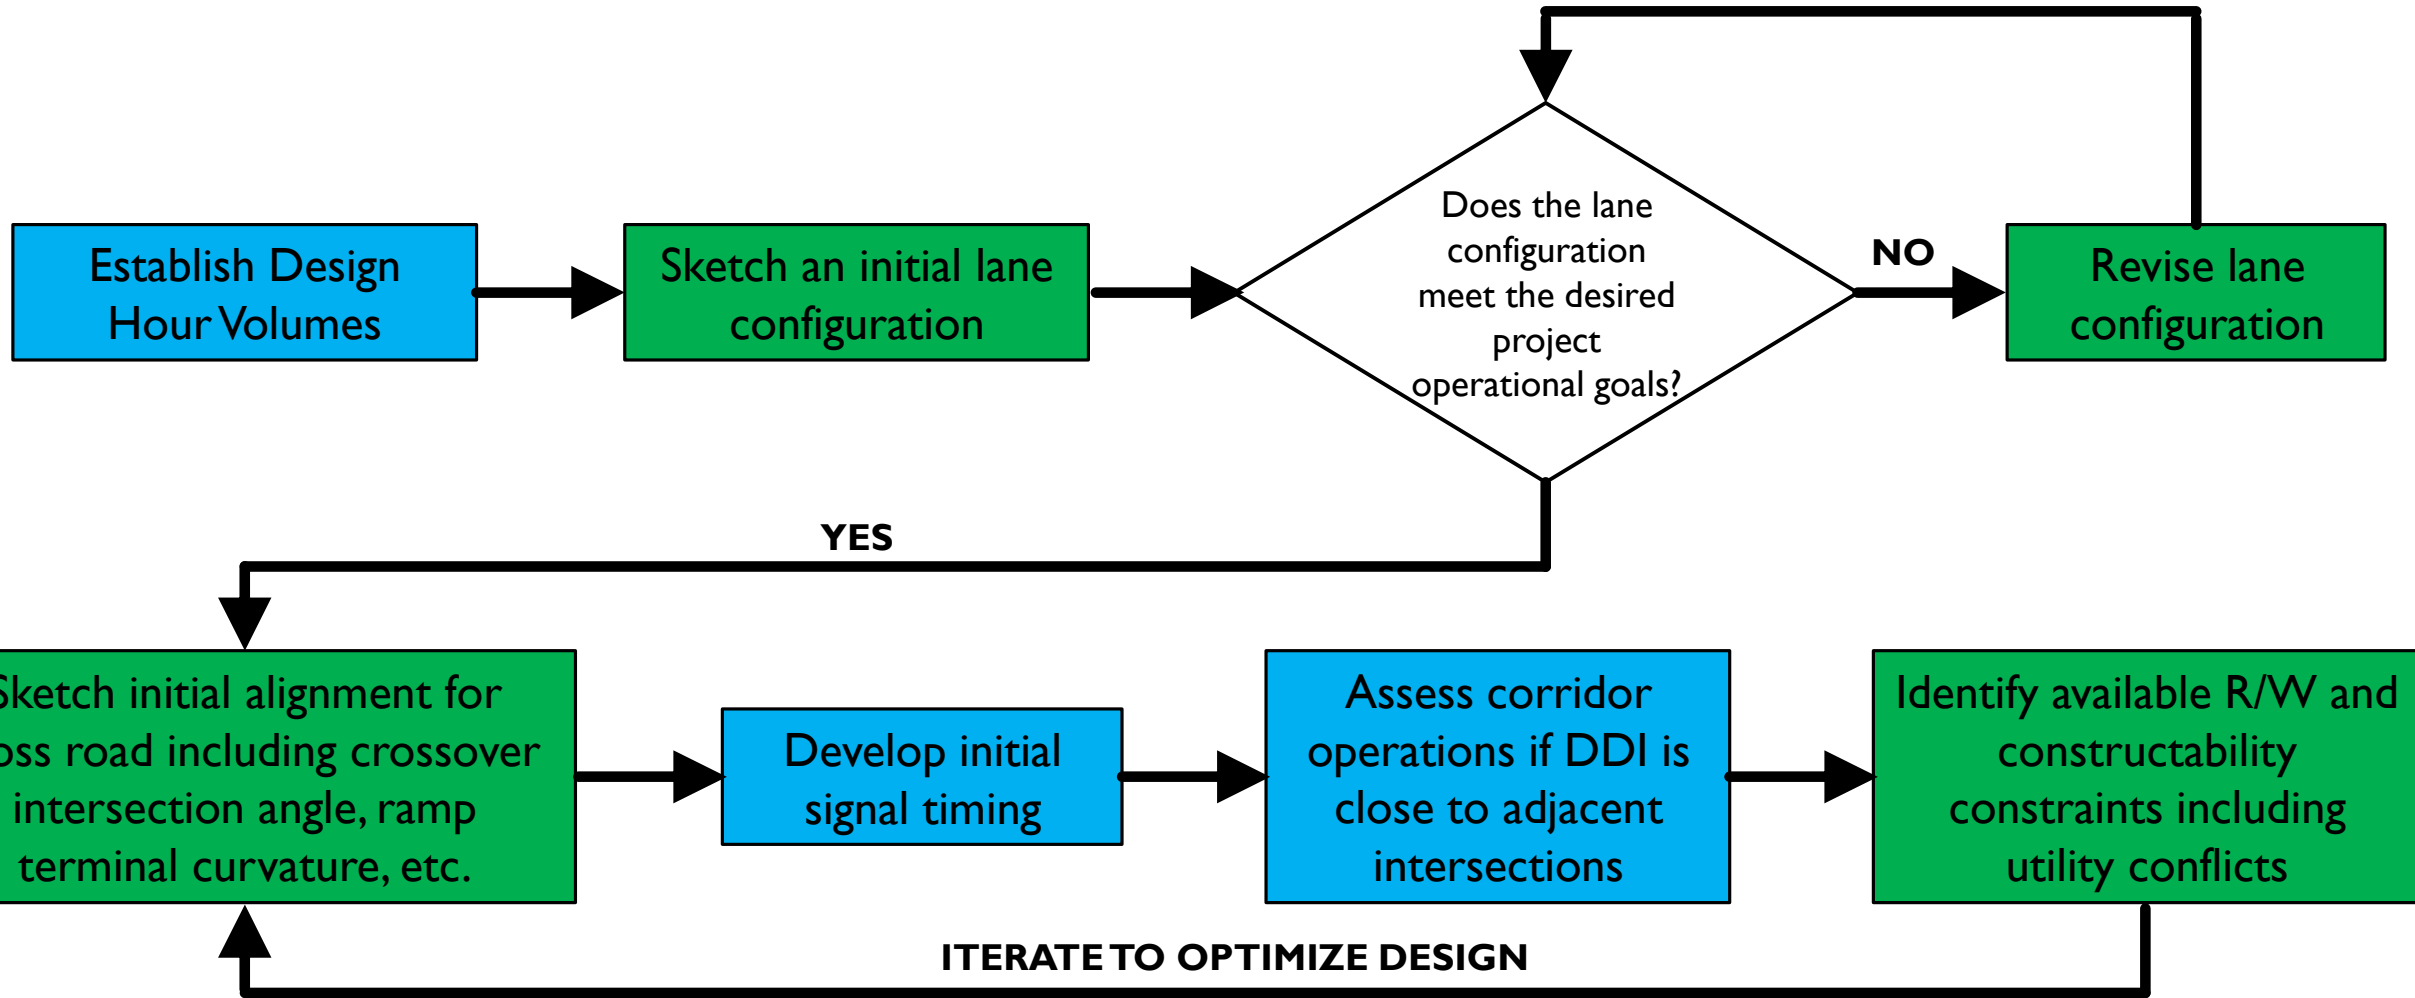 Establish Design
Hour Volumes
Sketch an initial lane
configuration
Does the lane
configuration
meet the desired
project
operational goals?
NO
Revise lane
configuration
YES
Sketch initial alignment for
oss road including crossover
intersection angle, ramp
terminal curvature, etc.
Develop initial
signal timing
Assess corridor
operations if DDI is
close to adjacent
intersections
Identify available R/W and
constructability
constraints including
utility conflicts
ITERATE TO OPTIMIZE DESIGN